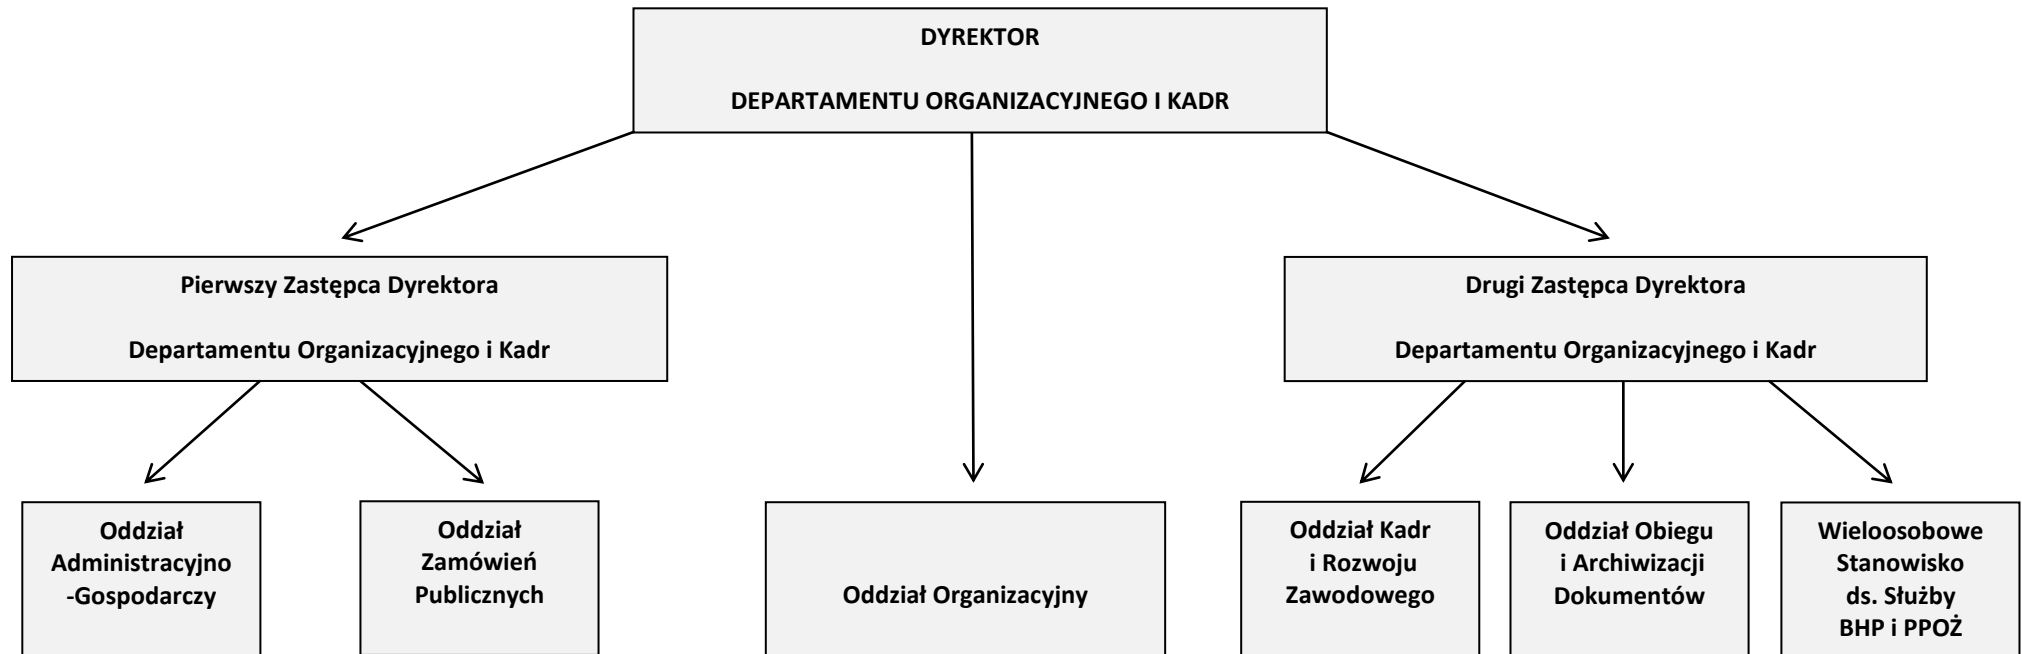 DYREKTOR
DEPARTAMENTU ORGANIZACYJNEGO I KADR
Pierwszy Zastępca Dyrektora
Departamentu Organizacyjnego i Kadr
Drugi Zastępca Dyrektora
Departamentu Organizacyjnego i Kadr
Oddział
Administracyjno
-Gospodarczy
Oddział
Zamówień
Publicznych
Oddział Organizacyjny
Oddział Kadr
i Rozwoju
Zawodowego
Oddział Obiegu
i Archiwizacji
Dokumentów
Wieloosobowe
Stanowisko
ds. Służby
BHP i PPOŻ